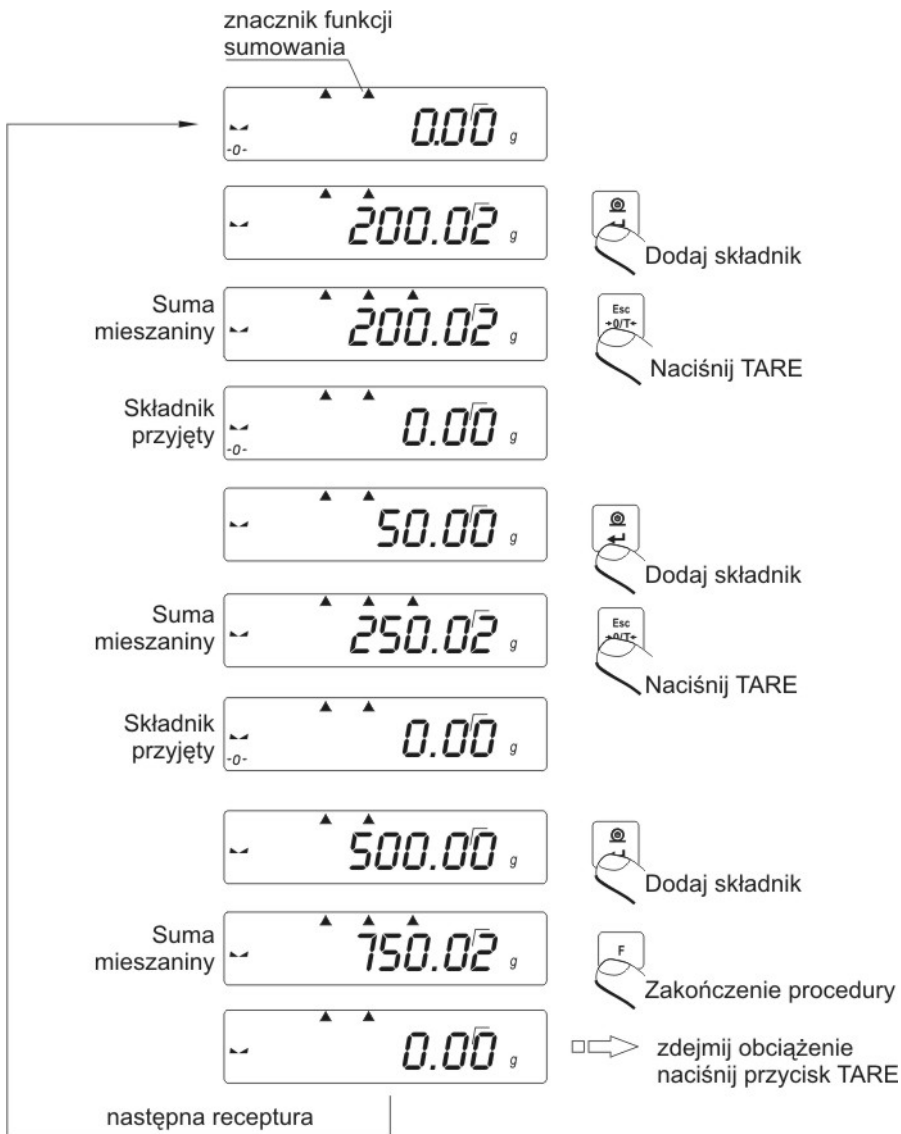 znacznik funkcji
sumowania
0.00 g
-0-
200.02 g
Dodaj składnik
Suma
mieszaniny
200.02 g
Esc
→0/T←
Naciśnij TARE
Składnik
przyjęty
0.00 g
-0-
50.00 g
Dodaj składnik
Suma
mieszaniny
250.02 g
Esc
→0/T←
Naciśnij TARE
Składnik
przyjęty
0.00 g
-0-
500.00 g
Dodaj składnik
Suma
mieszaniny
750.02 g
F
Zakończenie procedury
0.00 g
zdejmij obciążenie
naciśnij przycisk TARE
następna receptura